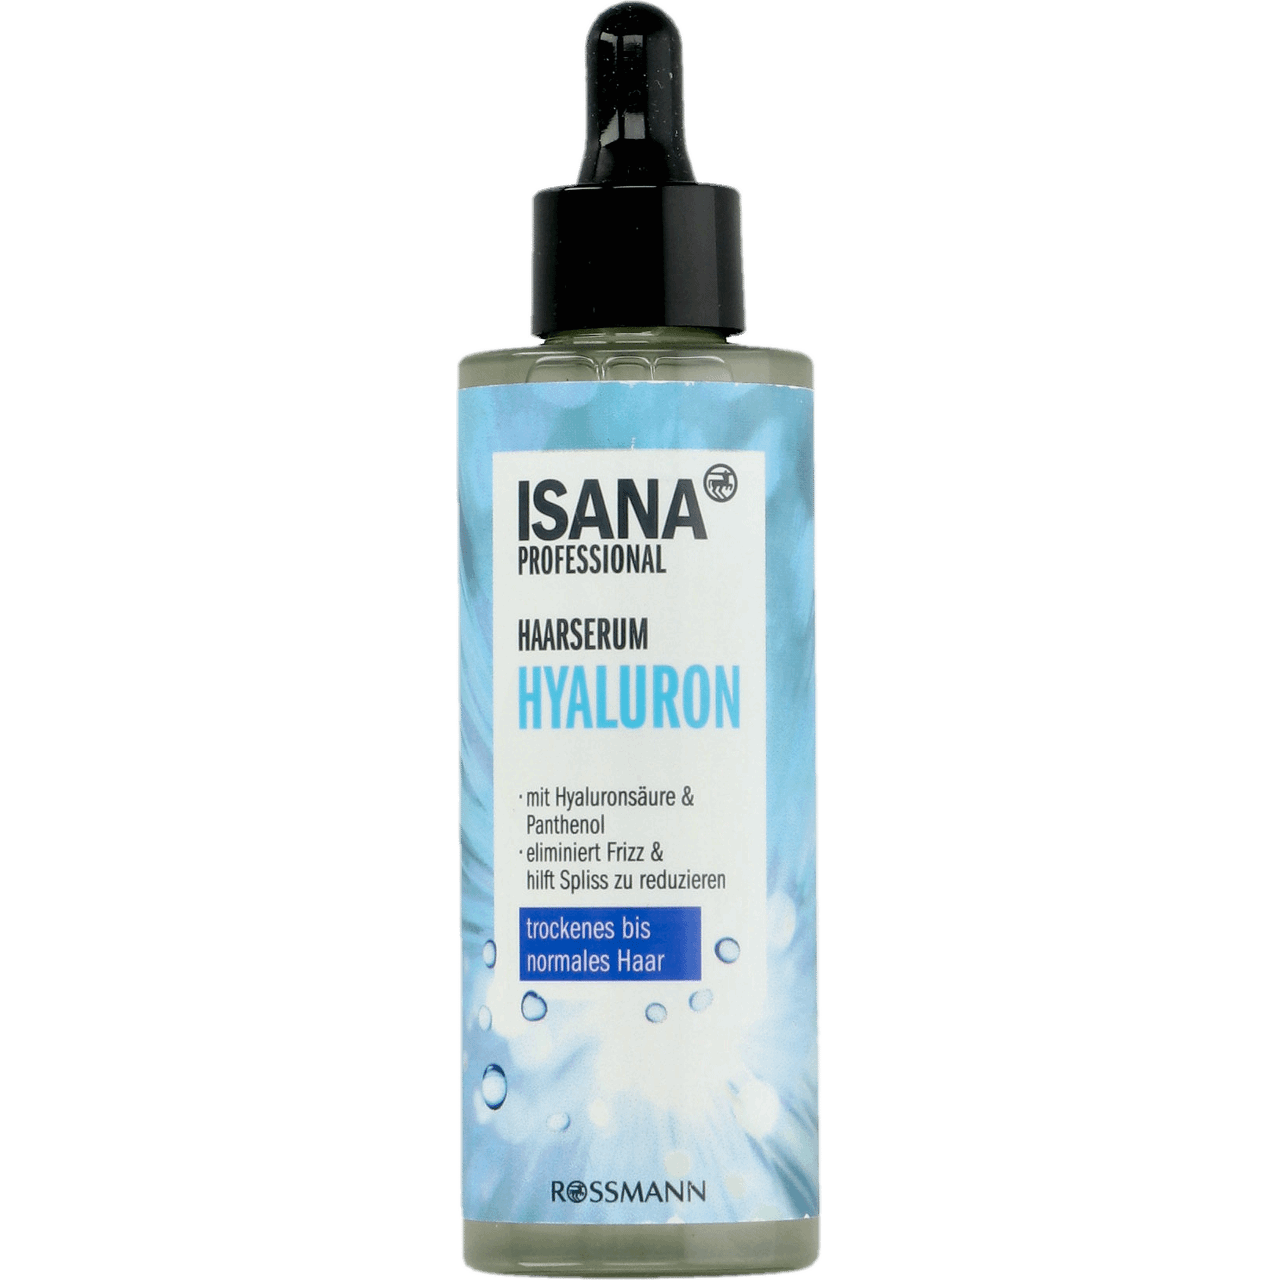 ISANA
PROFESSIONAL
HAARSERUM
HYALURON
· mit Hyaluronsäure &
Panthenol
· eliminiert Frizz &
hilft Spliss zu reduzieren
trockenes bis
normales Haar
ROSSMANN